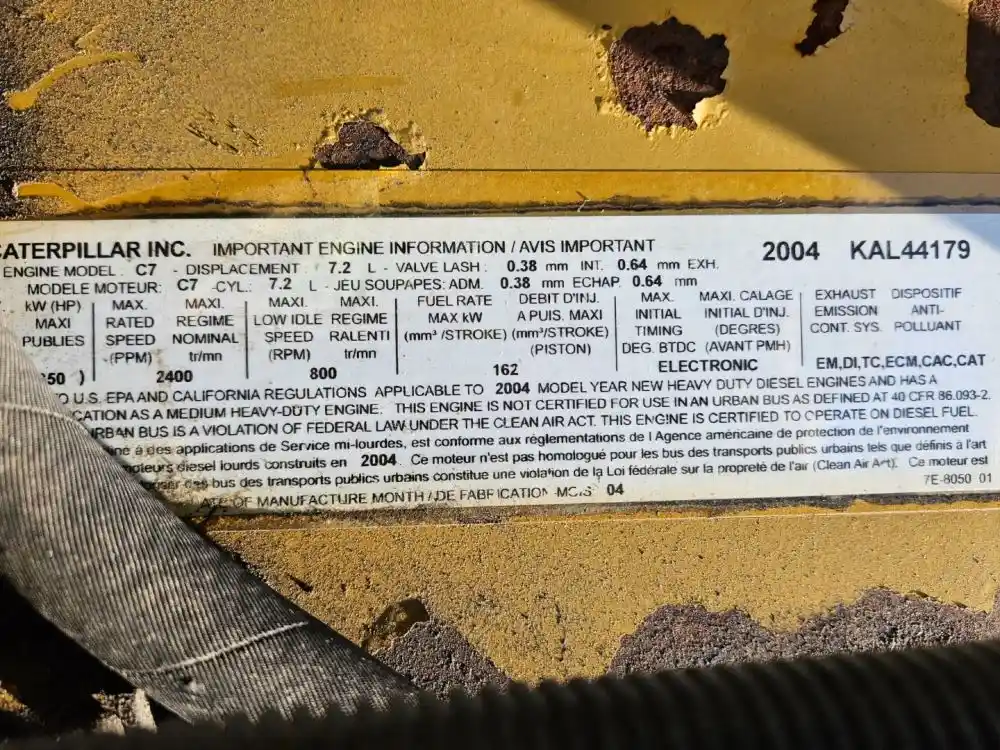 CATERPILLAR INC. IMPORTANT ENGINE INFORMATION / AVIS IMPORTANT 2004 KAL44179
ENGINE MODEL : C7 - DISPLACEMENT : 7.2 L - VALVE LASH : 0.38 mm INT. 0.64 mm EXH.
MODELE MOTEUR: C7 -CYL: 7.2 L - JEU SOUPAPES: ADM. 0.38 mm ECHAP. 0.64 mm
kW (HP) MAX. MAXI. MAXI. MAXI. FUEL RATE DEBIT D'INJ. MAX. MAXI. CALAGE EXHAUST DISPOSITIF
MAXI RATED REGIME LOW IDLE REGIME MAX kW A PUIS. MAXI INITIAL INITIAL D'INJ. EMISSION ANTI-
PUBLIES SPEED NOMINAL SPEED RALENTI (mm³ /STROKE) (mm³/STROKE) TIMING (DEGRES) CONT. SYS. POLLUANT
(PPM) tr/mn (RPM) tr/mn (PISTON) DEG. BTDC (AVANT PMH)
50 ) 2400 800 162 ELECTRONIC EM,DI,TC,ECM,CAC,CAT
U.S. EPA AND CALIFORNIA REGULATIONS APPLICABLE TO 2004 MODEL YEAR NEW HEAVY DUTY DIESEL ENGINES AND HAS A
CATION AS A MEDIUM HEAVY-DUTY ENGINE. THIS ENGINE IS NOT CERTIFIED FOR USE IN AN URBAN BUS AS DEFINED AT 40 CFR 86.093-2.
RBAN BUS IS A VIOLATION OF FEDERAL LAW UNDER THE CLEAN AIR ACT. THIS ENGINE IS CERTIFIED TO OPERATE ON DIESEL FUEL.
iné à des applications de Service mi-lourdes, est conforme aux réglementations de l Agence américaine de protection de l'environnement
moteurs diesel lourds construits en 2004. Ce moteur n'est pas homologué pour les bus des transports publics urbains tels que définis à l'art
des bus des transports publics urbains constitue une violation de la Loi fédérale sur la propreté de l'air (Clean Air Act). Ce moteur est
DATE OF MANUFACTURE MONTH / DE FABRICATION -MOIS 04 7E-8050 01